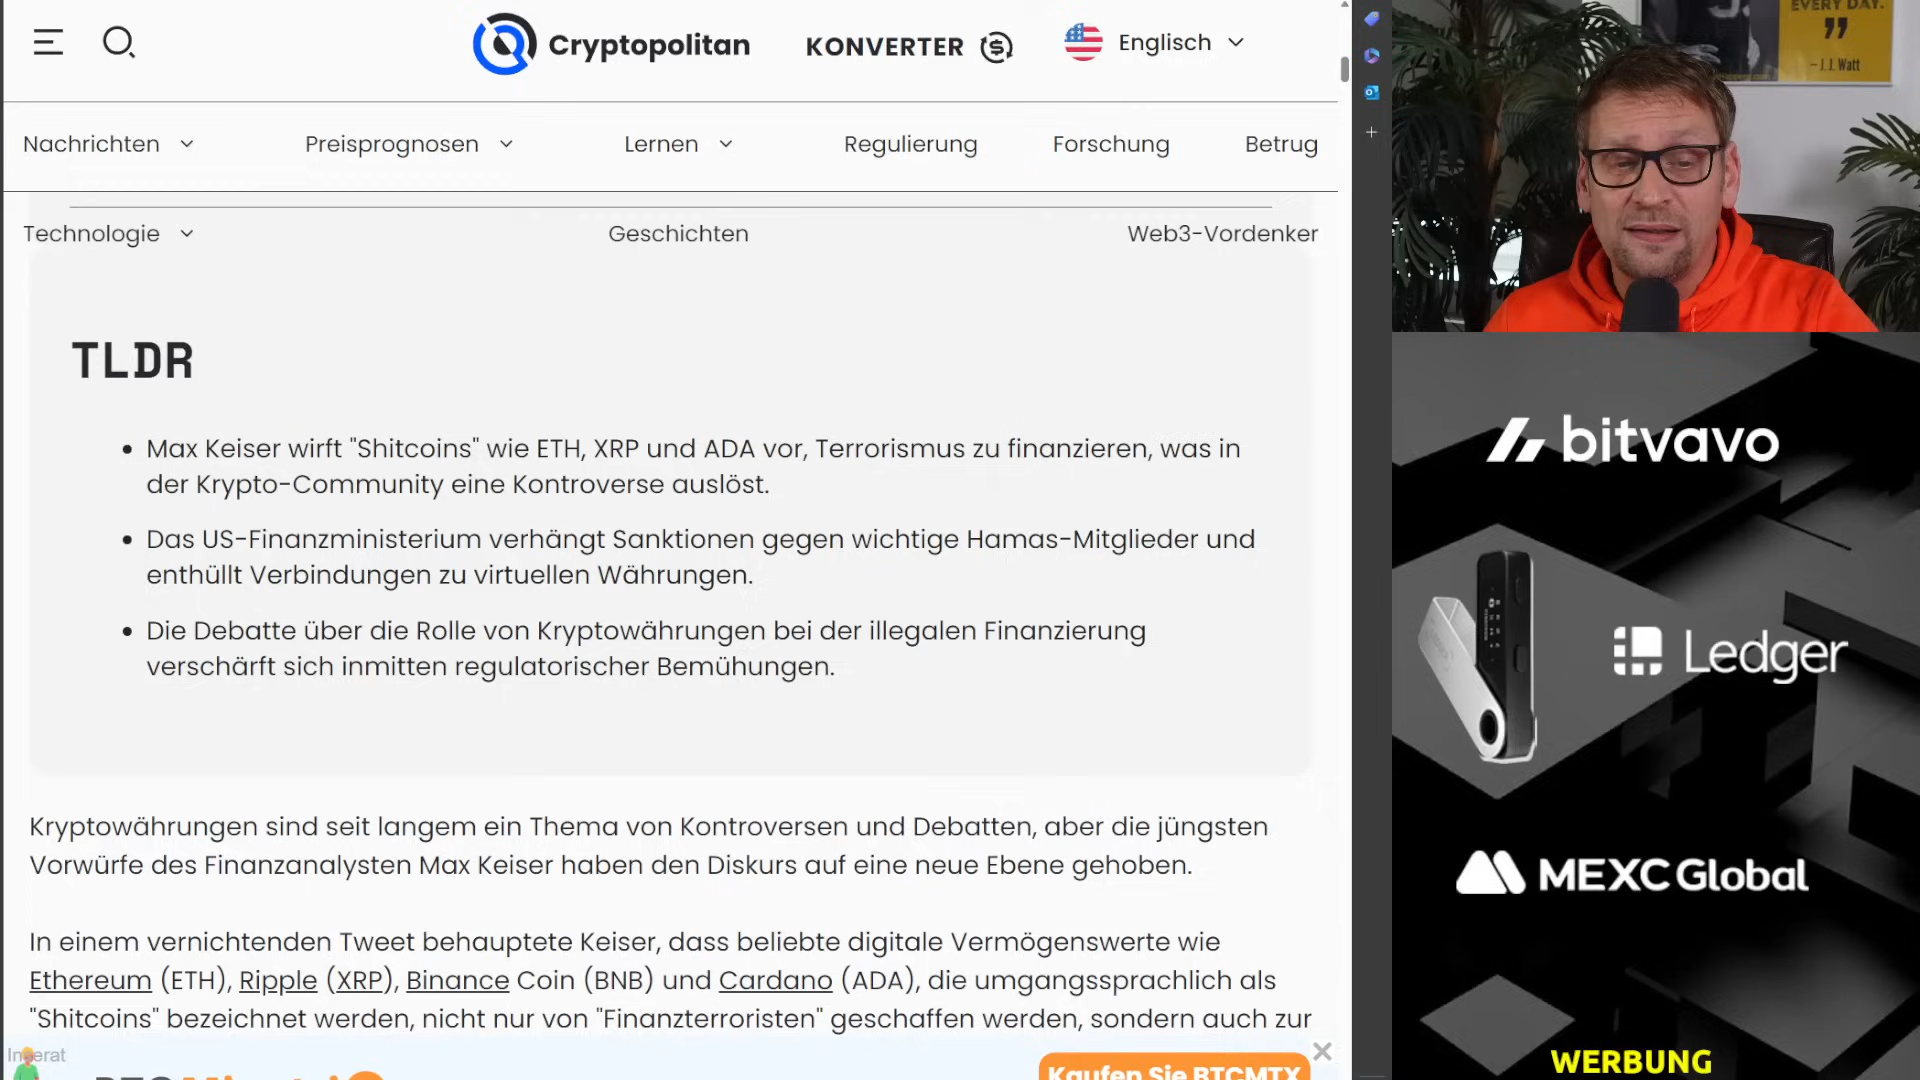 Cryptopolitan
KONVERTER
Englisch
Nachrichten
Preisprognosen
Lernen
Regulierung
Forschung
Betrug
Technologie
Geschichten
Web3-Vordenker
TLDR
Max Keiser wirft "Shitcoins" wie ETH, XRP und ADA vor, Terrorismus zu finanzieren, was in
der Krypto-Community eine Kontroverse auslöst.
Das US-Finanzministerium verhängt Sanktionen gegen wichtige Hamas-Mitglieder und
enthüllt Verbindungen zu virtuellen Währungen.
Die Debatte über die Rolle von Kryptowährungen bei der illegalen Finanzierung
verschärft sich inmitten regulatorischer Bemühungen.
Kryptowährungen sind seit langem ein Thema von Kontroversen und Debatten, aber die jüngsten
Vorwürfe des Finanzanalysten Max Keiser haben den Diskurs auf eine neue Ebene gehoben.
In einem vernichtenden Tweet behauptete Keiser, dass beliebte digitale Vermögenswerte wie
Ethereum (ETH), Ripple (XRP), Binance Coin (BNB) und Cardano (ADA), die umgangssprachlich als
"Shitcoins" bezeichnet werden, nicht nur von "Finanzterroristen" geschaffen werden, sondern auch zur
Kaufen Sie BTCMTX
EVERY DAY.
"
– J.J. Watt
bitvavo
Ledger
MEXC Global
WERBUNG